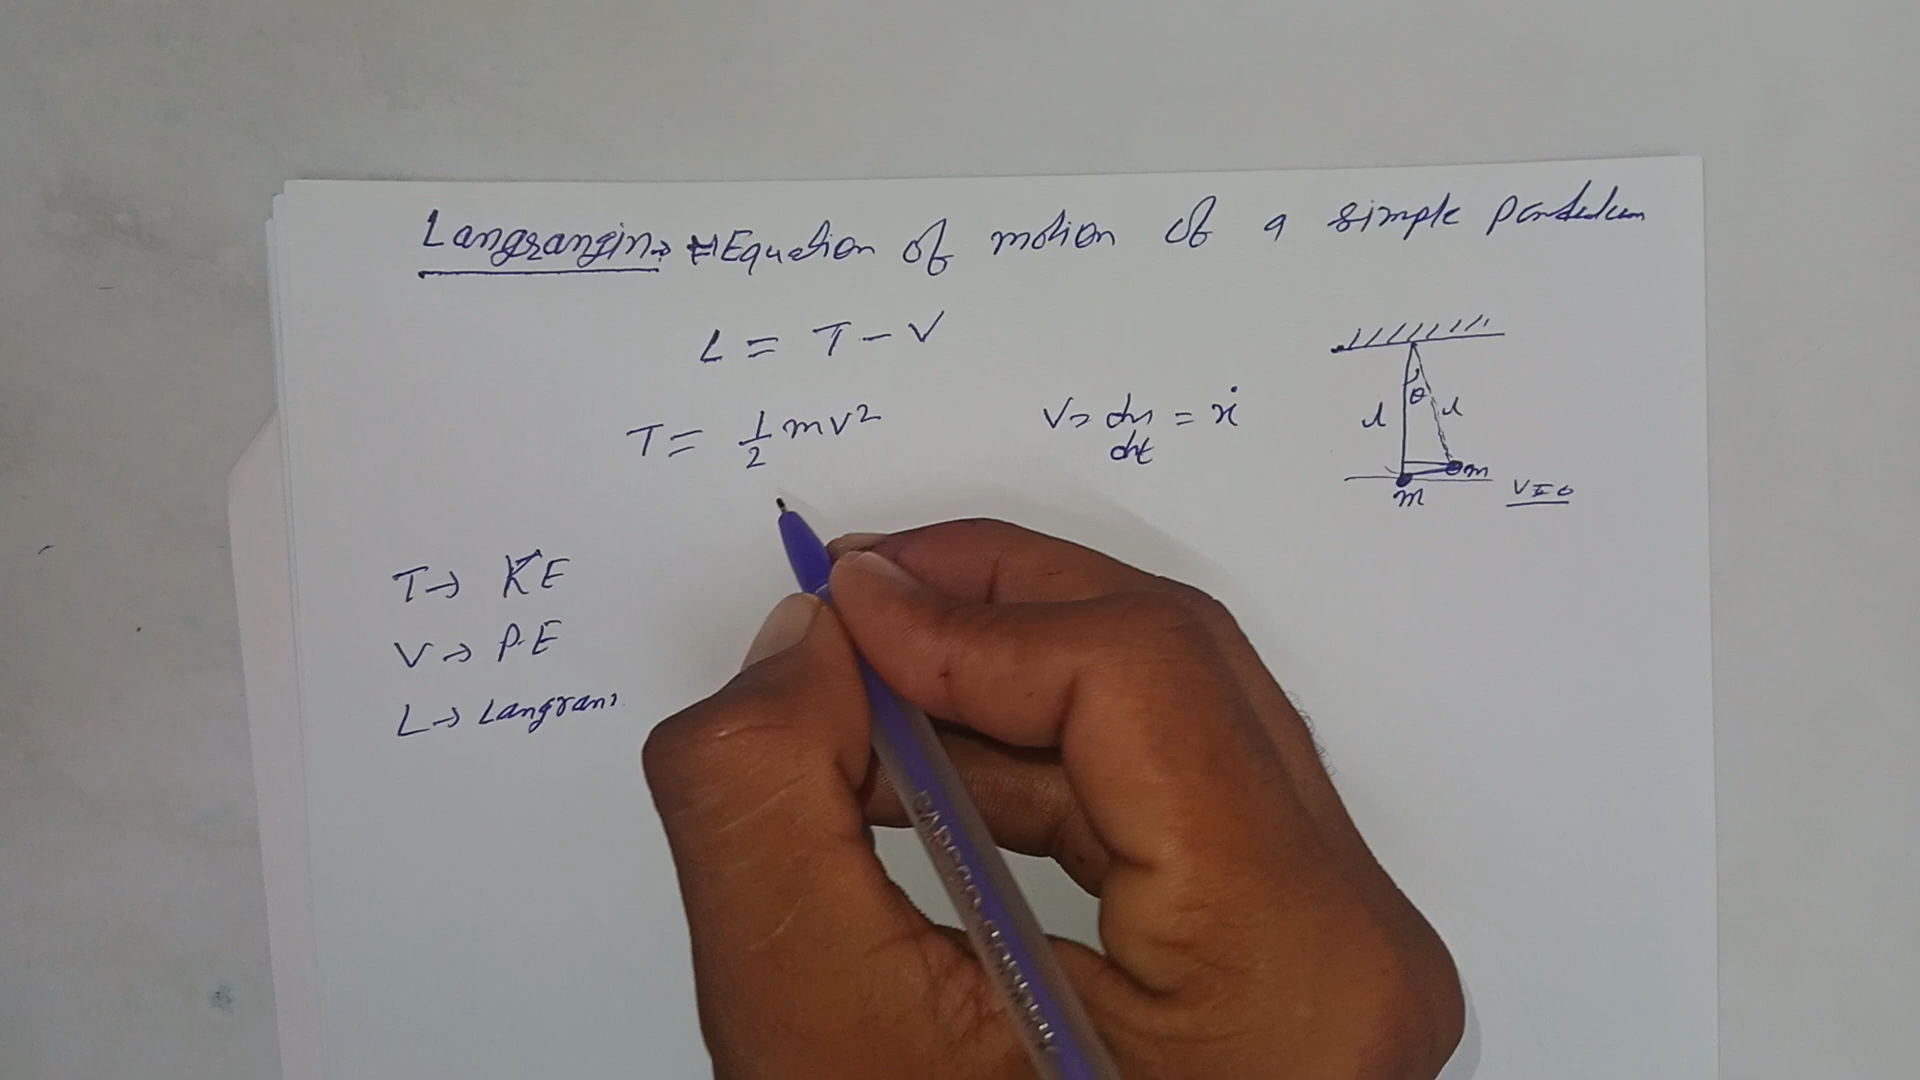 Langrangin → Equation of motion of a simple pendulum
L = T - V
T = 1/2 mv² V = dx/dt = ẋ
θ
l l
m
m V = 0
T → KE
V → P.E
L → Langrani